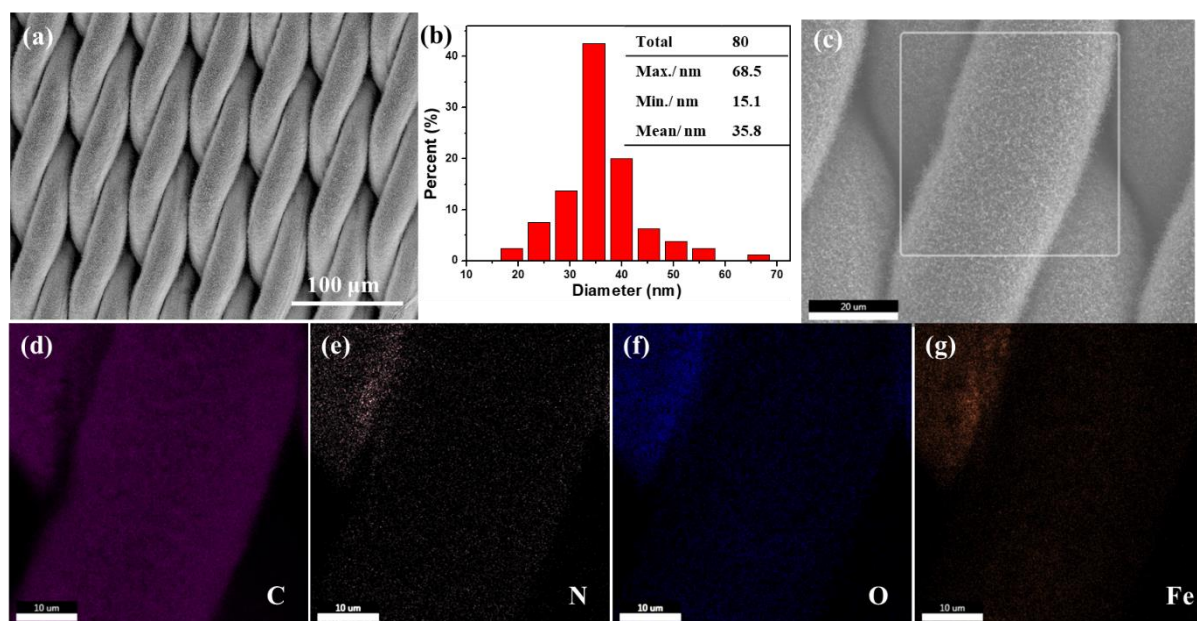 (a)
100 µm
(b)
Percent (%)
40
30
20
10
0
10 20 30 40 50 60 70
Diameter (nm)
Total 80
Max./ nm 68.5
Min./ nm 15.1
Mean/ nm 35.8
(c)
20 um
(d)
10 um
C
(e)
10 um
N
(f)
10 um
O
(g)
10 um
Fe